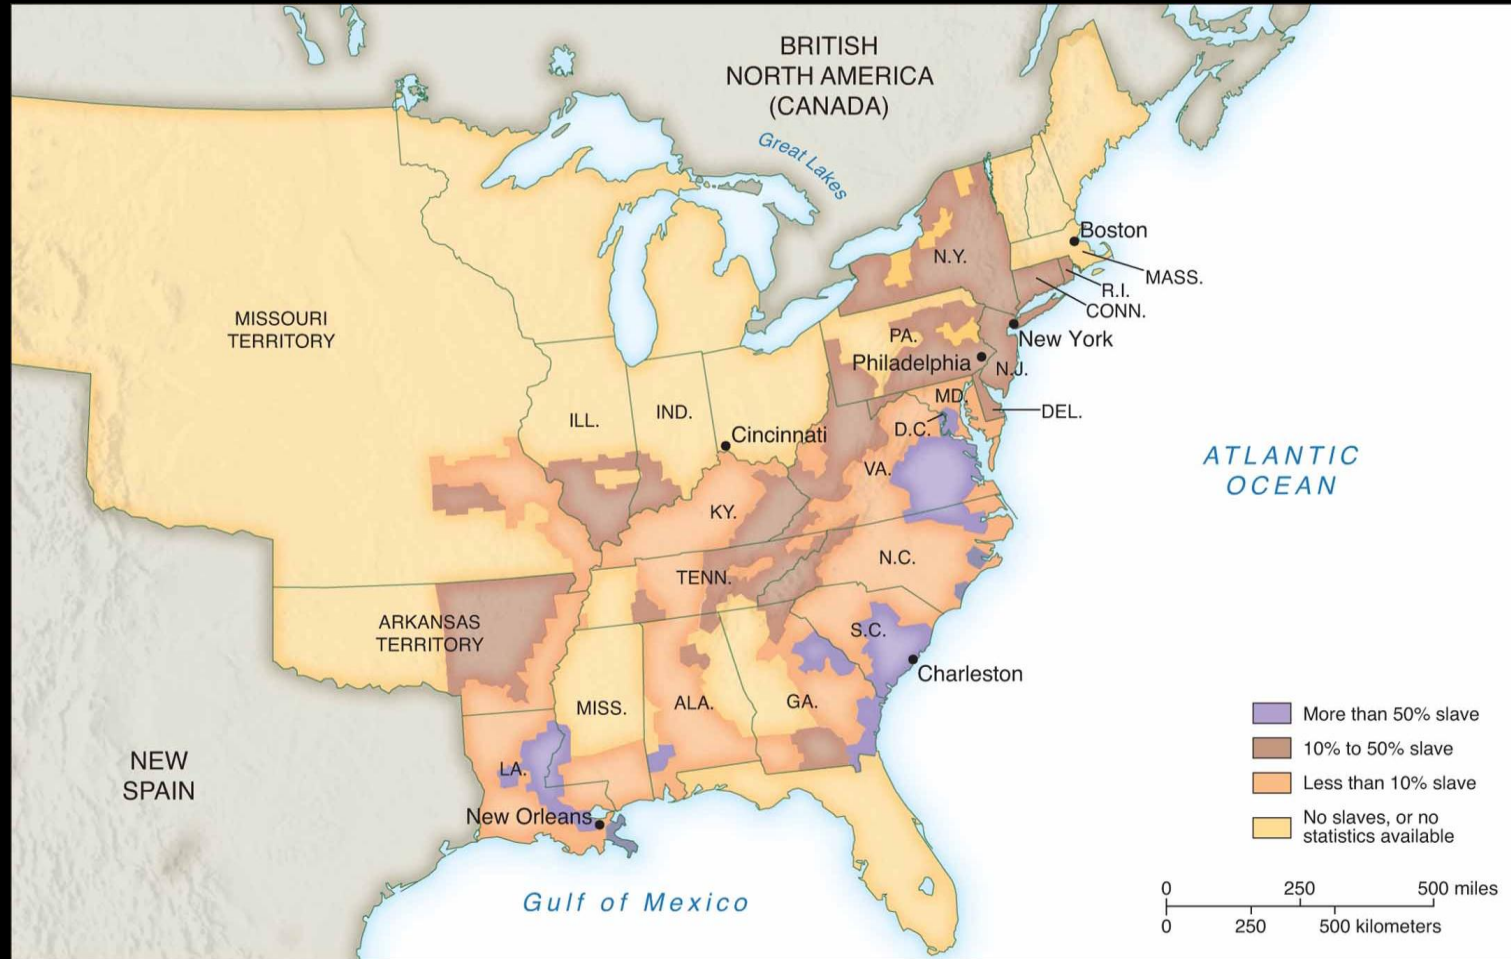 BRITISH
NORTH AMERICA
(CANADA)
Great Lakes
Boston
MASS.
R.I.
CONN.
N.Y.
New York
PA.
Philadelphia
N.J.
MD.
DEL.
D.C.
MISSOURI
TERRITORY
ILL.
IND.
Cincinnati
VA.
ATLANTIC
OCEAN
KY.
N.C.
TENN.
ARKANSAS
TERRITORY
S.C.
Charleston
MISS.
ALA.
GA.
NEW
SPAIN
LA.
New Orleans
Gulf of Mexico
More than 50% slave
10% to 50% slave
Less than 10% slave
No slaves, or no
statistics available
0 250 500 miles
0 250 500 kilometers